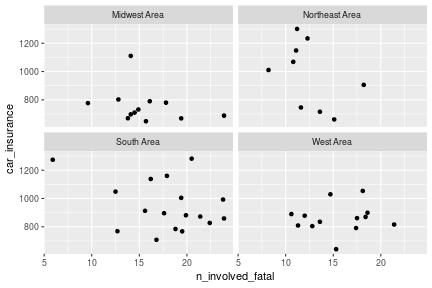 Midwest Area Northeast Area
1200
1000
800
South Area West Area
1200
1000
800
5 10 15 20 5 10 15 20
car_insurance
n_involved_fatal